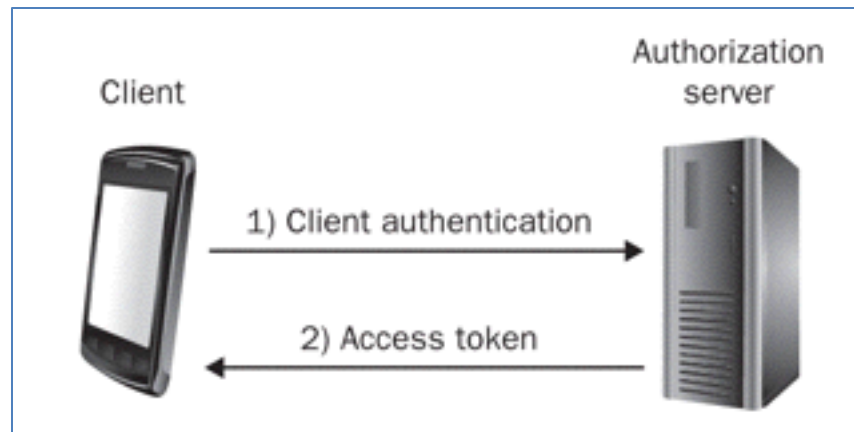 Client
Authorization
server
1) Client authentication
2) Access token